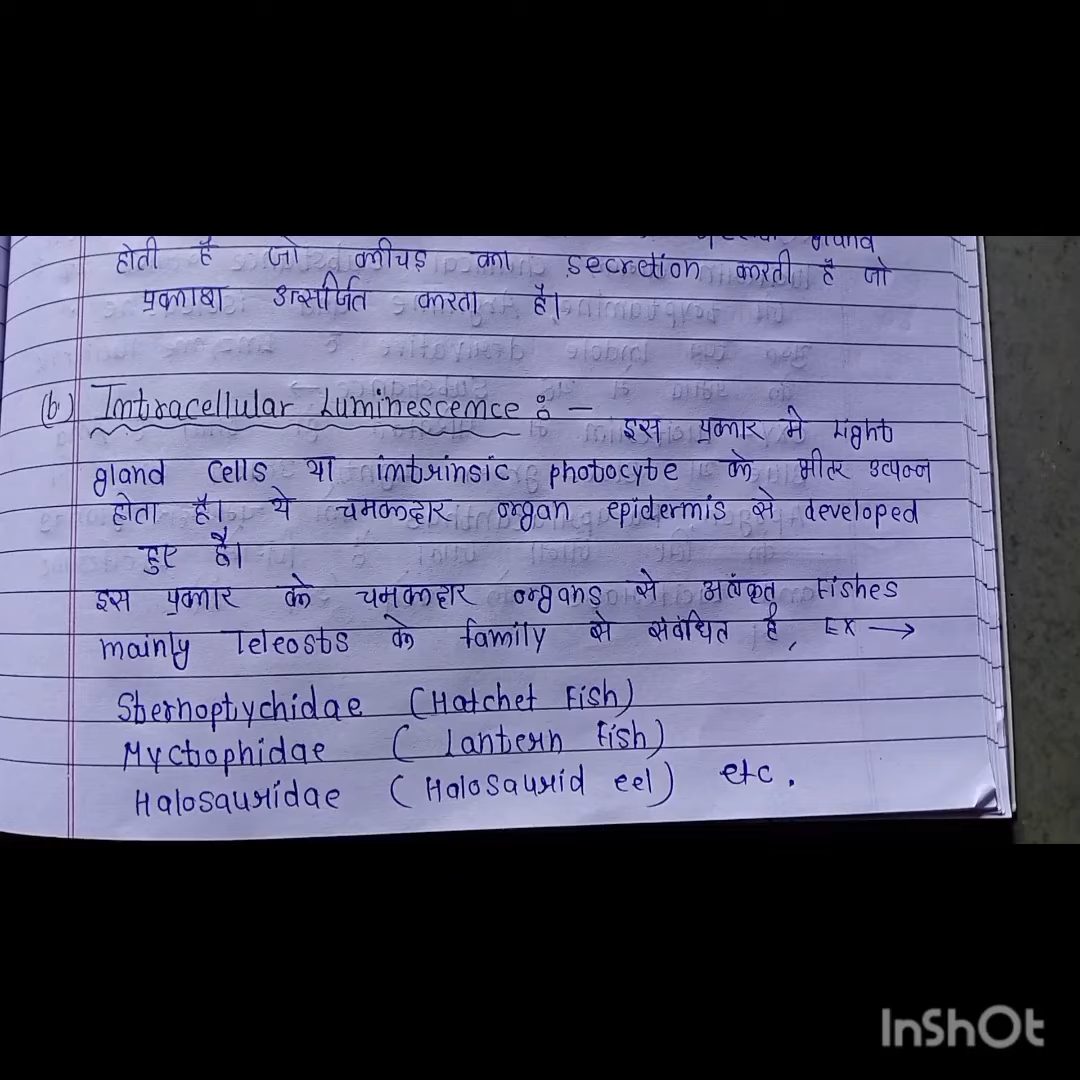 gland
होती है जो कीचड़ का secretion करती है जो
प्रकाश उत्सर्जित करता है।
(b) Intracellular Luminescence :- इस प्रकार मे light
gland cells या intrinsic photocyte के भीतर उत्पन्न
होता है। ये चमकदार organ epidermis से developed
हुए है।
इस प्रकार के चमकदार organs से अलंकृत Fishes
mainly Teleosts के family से संबंधित है, Ex →
Sternoptychidae (Hatchet Fish)
Myctophidae ( Lantern Fish)
Halosauridae (Halosaurid eel) etc.
InShOt